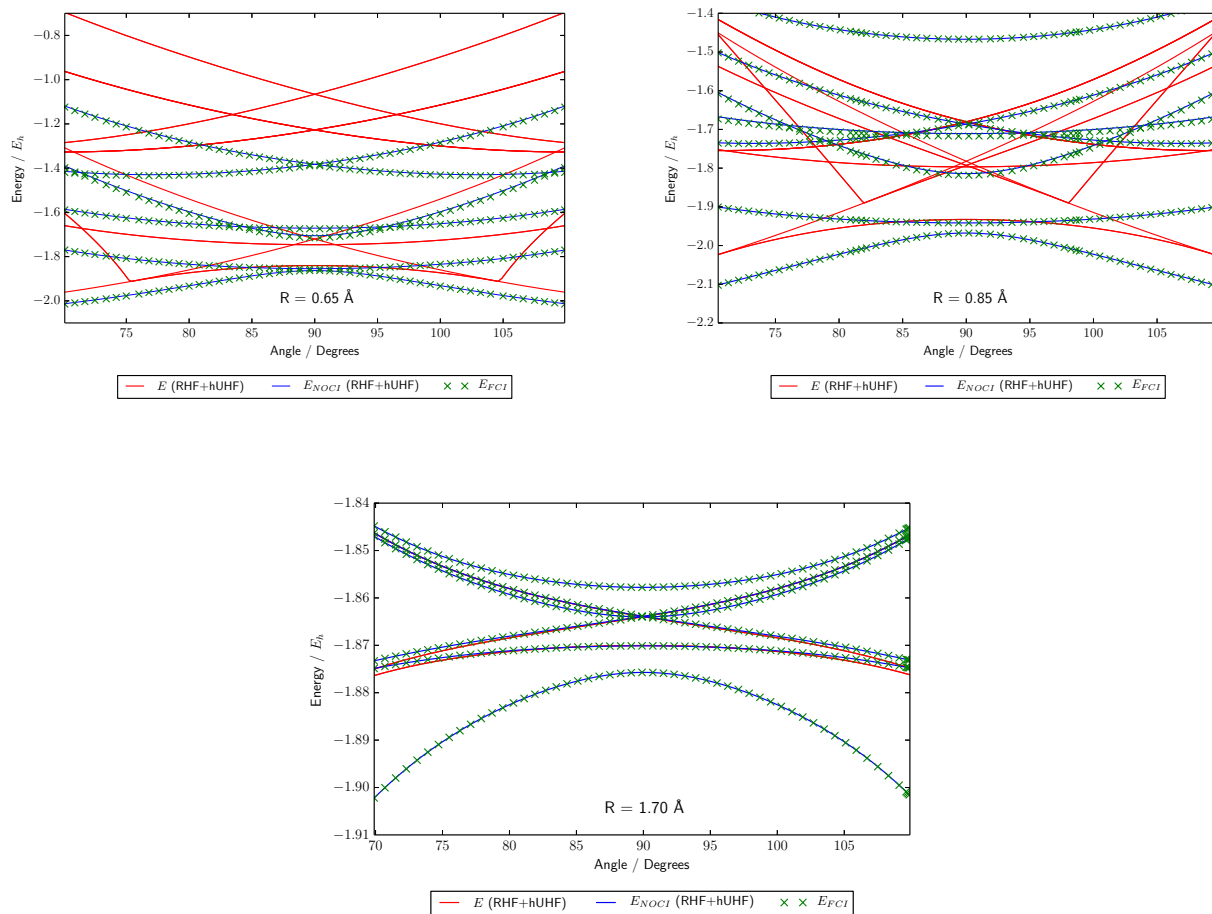 −0.8
−1.0
−1.2
−1.4
−1.6
−1.8
−2.0
Energy / E_h
75 80 85 90 95 100 105
R = 0.65 Å
Angle / Degrees
E (RHF+hUHF) E_NOCI (RHF+hUHF) E_FCI
−1.4
−1.5
−1.6
−1.7
−1.8
−1.9
−2.0
−2.1
−2.2
Energy / E_h
75 80 85 90 95 100 105
R = 0.85 Å
Angle / Degrees
E (RHF+hUHF) E_NOCI (RHF+hUHF) E_FCI
−1.84
−1.85
−1.86
−1.87
−1.88
−1.89
−1.90
−1.91
Energy / E_h
70 75 80 85 90 95 100 105
R = 1.70 Å
Angle / Degrees
E (RHF+hUHF) E_NOCI (RHF+hUHF) E_FCI